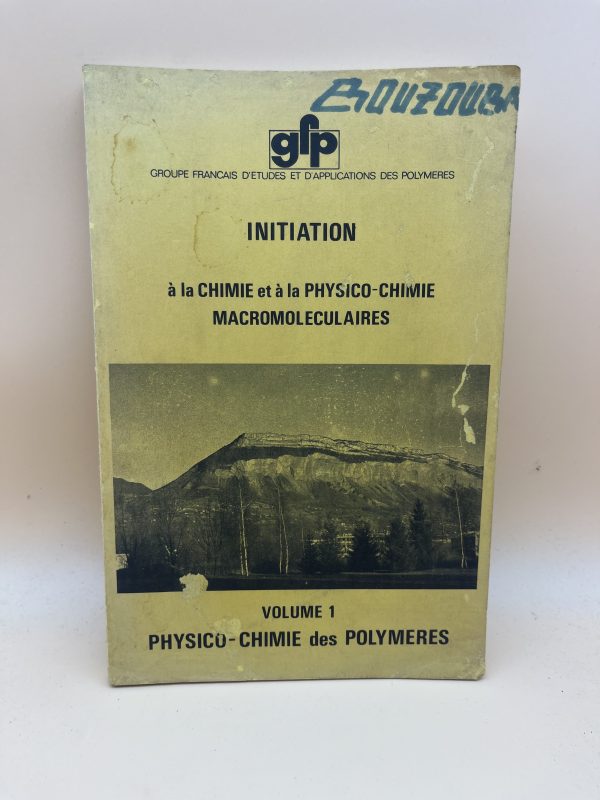 BOUZOUBA
gfp
GROUPE FRANCAIS D'ETUDES ET D'APPLICATIONS DES POLYMERES
INITIATION
à la CHIMIE et à la PHYSICO-CHIMIE
MACROMOLECULAIRES
VOLUME 1
PHYSICO-CHIMIE des POLYMERES